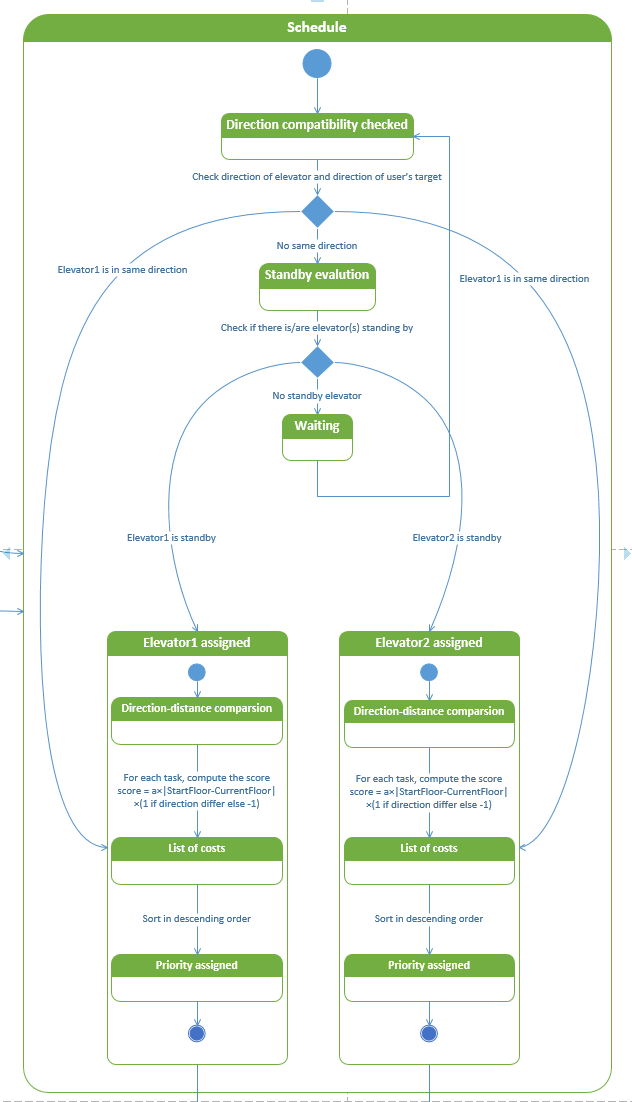 Schedule
Direction compatibility checked
Check direction of elevator and direction of user's target
No same direction
Elevator1 is in same direction
Elevator1 is in same direction
Standby evalution
Check if there is/are elevator(s) standing by
No standby elevator
Waiting
Elevator1 is standby
Elevator2 is standby
Elevator1 assigned
Direction-distance comparsion
For each task, compute the score
score = a×|StartFloor-CurrentFloor|
×(1 if direction differ else -1)
List of costs
Sort in descending order
Priority assigned
Elevator2 assigned
Direction-distance comparsion
For each task, compute the score
score = a×|StartFloor-CurrentFloor|
×(1 if direction differ else -1)
List of costs
Sort in descending order
Priority assigned